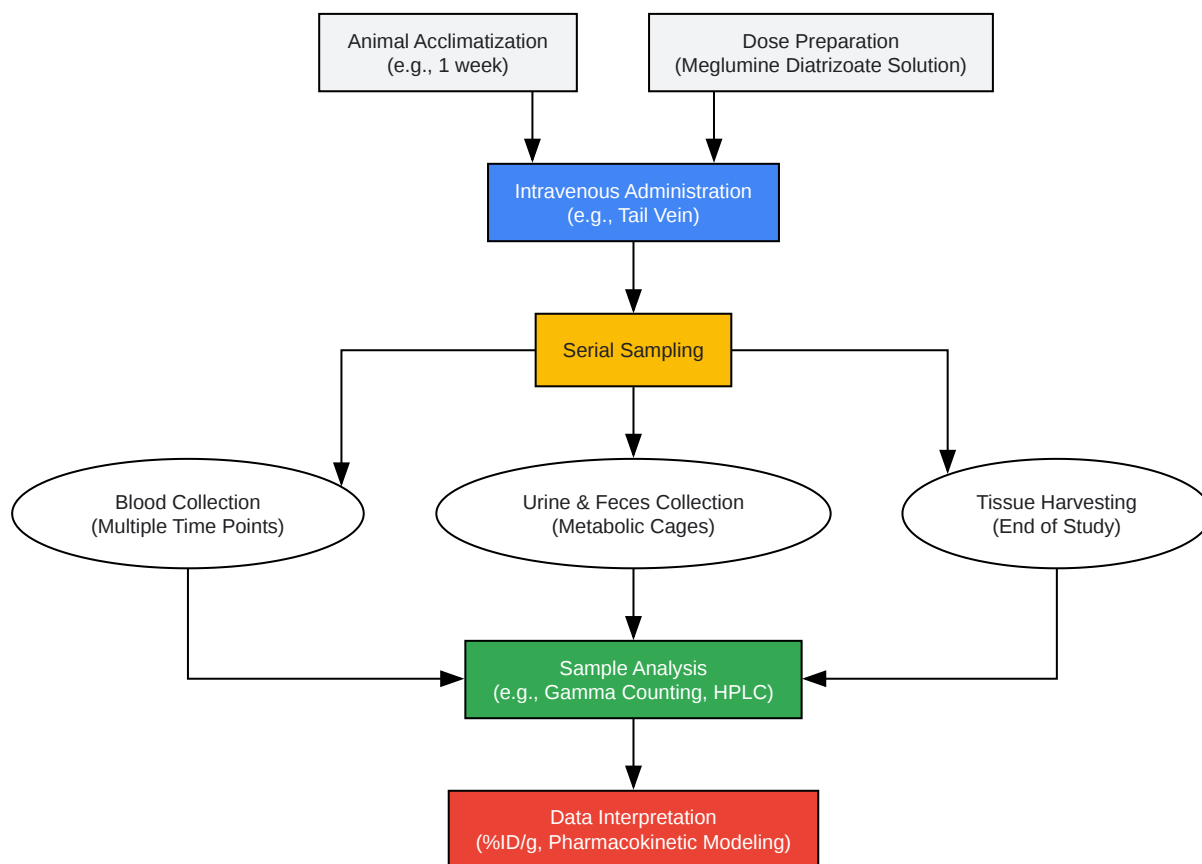 Animal Acclimatization
(e.g., 1 week)
Dose Preparation
(Meglumine Diatrizoate Solution)
Intravenous Administration
(e.g., Tail Vein)
Serial Sampling
Blood Collection
(Multiple Time Points)
Urine & Feces Collection
(Metabolic Cages)
Tissue Harvesting
(End of Study)
Sample Analysis
(e.g., Gamma Counting, HPLC)
Data Interpretation
(%ID/g, Pharmacokinetic Modeling)